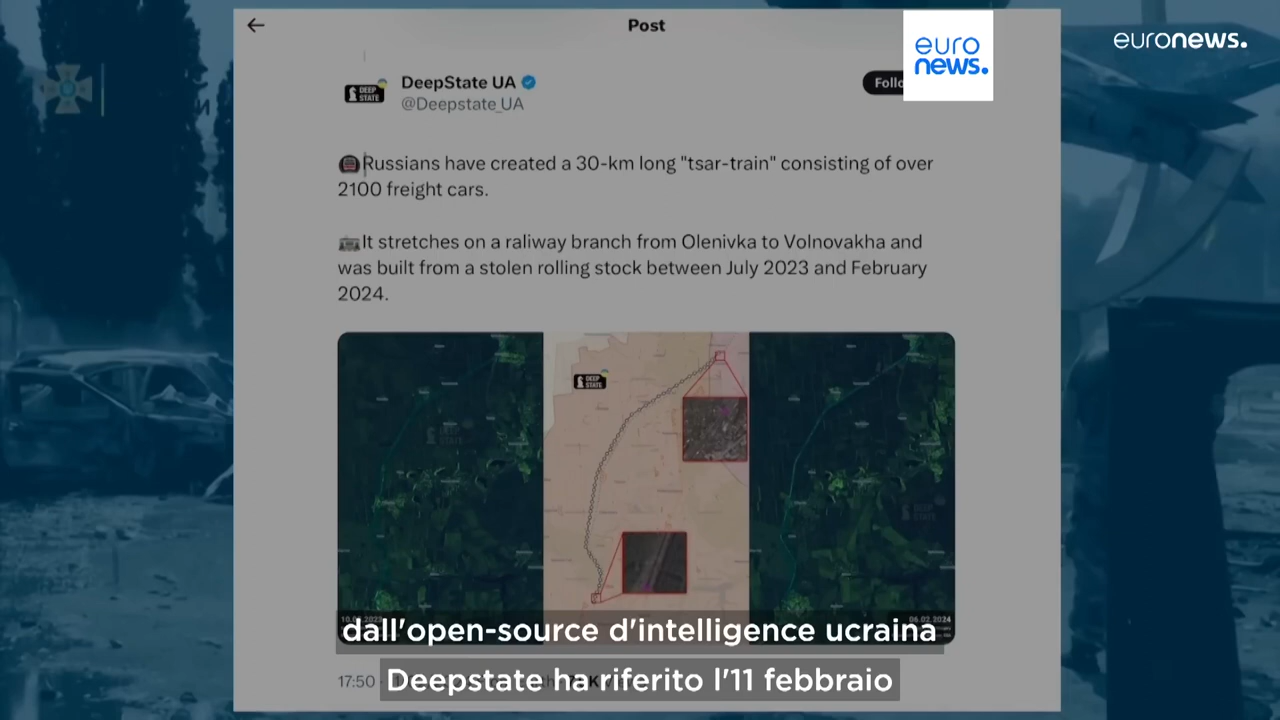 Post
euro
news.
euronews.
DeepState UA
@Deepstate_UA
Follo
DEEP
STATE
Russians have created a 30-km long "tsar-train" consisting of over
2100 freight cars.
It stretches on a raliway branch from Olenivka to Volnovakha and
was built from a stolen rolling stock between July 2023 and February
2024.
DEEP
STATE
06.02.2024
dall'open-source d'intelligence ucraina
17:50
Deepstate ha riferito l'11 febbraio